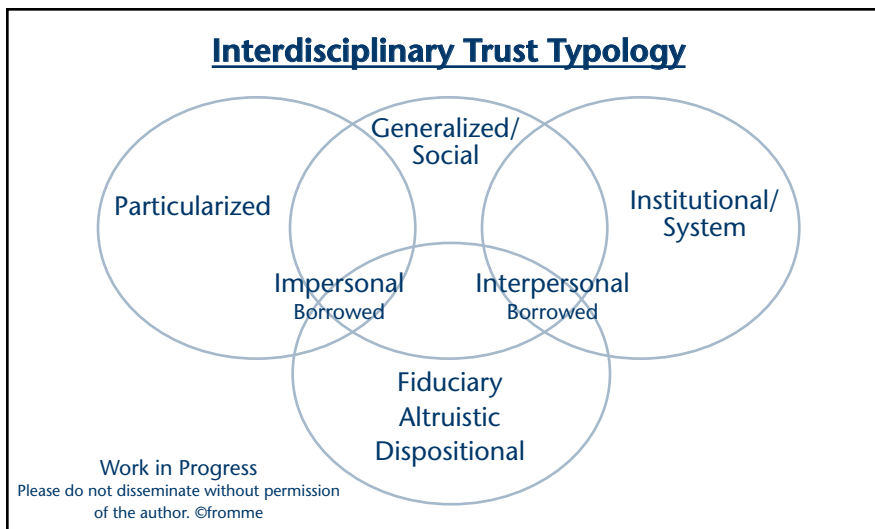 Interdisciplinary Trust Typology
Generalized/
Social
Particularized
Institutional/
System
Impersonal
Borrowed
Interpersonal
Borrowed
Fiduciary
Altruistic
Dispositional
Work in Progress
Please do not disseminate without permission
of the author. ©fromme